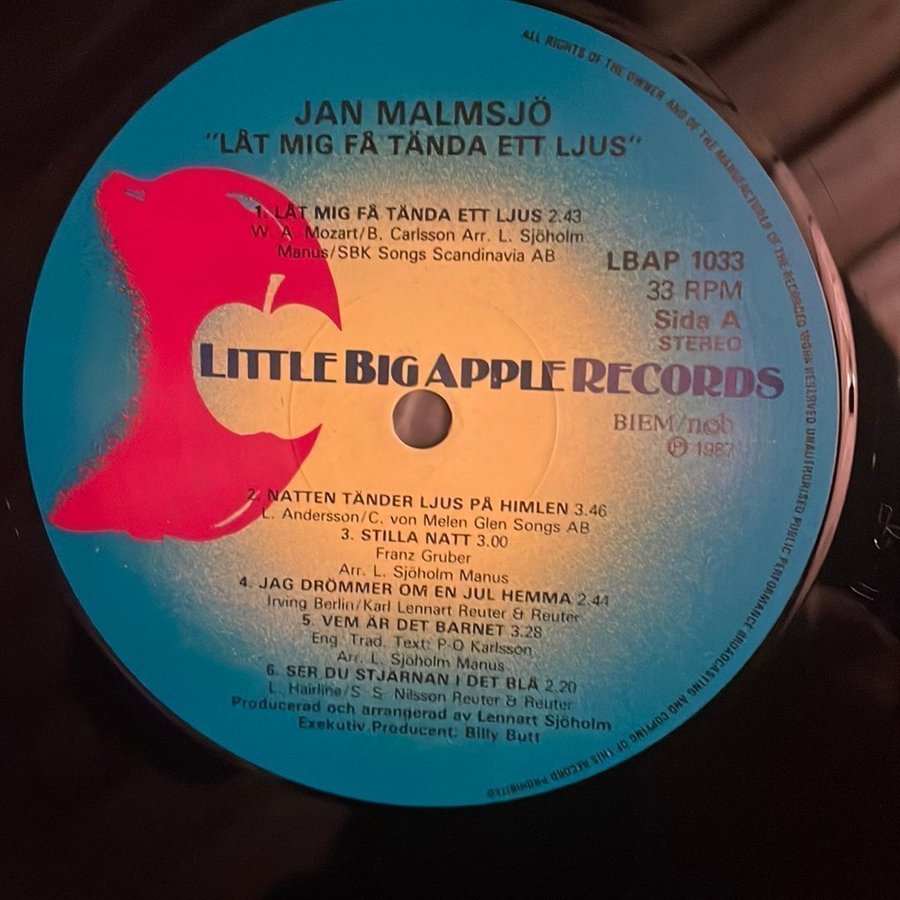 JAN MALMSJÖ
"LÅT MIG FÅ TÄNDA ETT LJUS"
1. LÅT MIG FÅ TÄNDA ETT LJUS 2.43
W. A. Mozart/B. Carlsson Arr. L. Sjöholm
Manus/SBK Songs Scandinavia AB
LBAP 1033
33 RPM
Sida A
STEREO
LITTLE BIG APPLE RECORDS
BIEM/ncb
Ⓟ 1987
2. NATTEN TÄNDER LJUS PÅ HIMLEN 3.46
L. Andersson/C. von Melen Glen Songs AB
3. STILLA NATT 3.00
Franz Gruber
Arr. L. Sjöholm Manus
4. JAG DRÖMMER OM EN JUL HEMMA 2.44
Irving Berlin/Karl Lennart Reuter & Reuter
5. VEM ÄR DET BARNET 3.28
Eng. Trad. Text: P-O Karlsson
Arr. L. Sjöholm Manus
6. SER DU STJÄRNAN I DET BLÅ 2.20
L. Hairline/S. S. Nilsson Reuter & Reuter
Producerad och arrangerad av Lennart Sjöholm
Exekutiv Producent: Billy Butt
ALL RIGHTS OF THE OWNER AND OF THE MANUFACTURER OF THE RECORDED WORK RESERVED UNAUTHORISED PUBLIC PERFORMANCE BROADCASTING AND COPYING OF THIS RECORD PROHIBITED